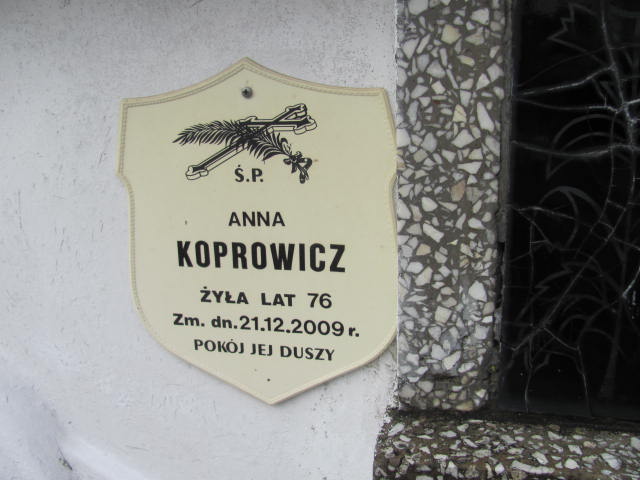 Ś.P.
ANNA
KOPROWICZ
ŻYŁA LAT 76
Zm. dn. 21.12.2009 r.
POKÓJ JEJ DUSZY